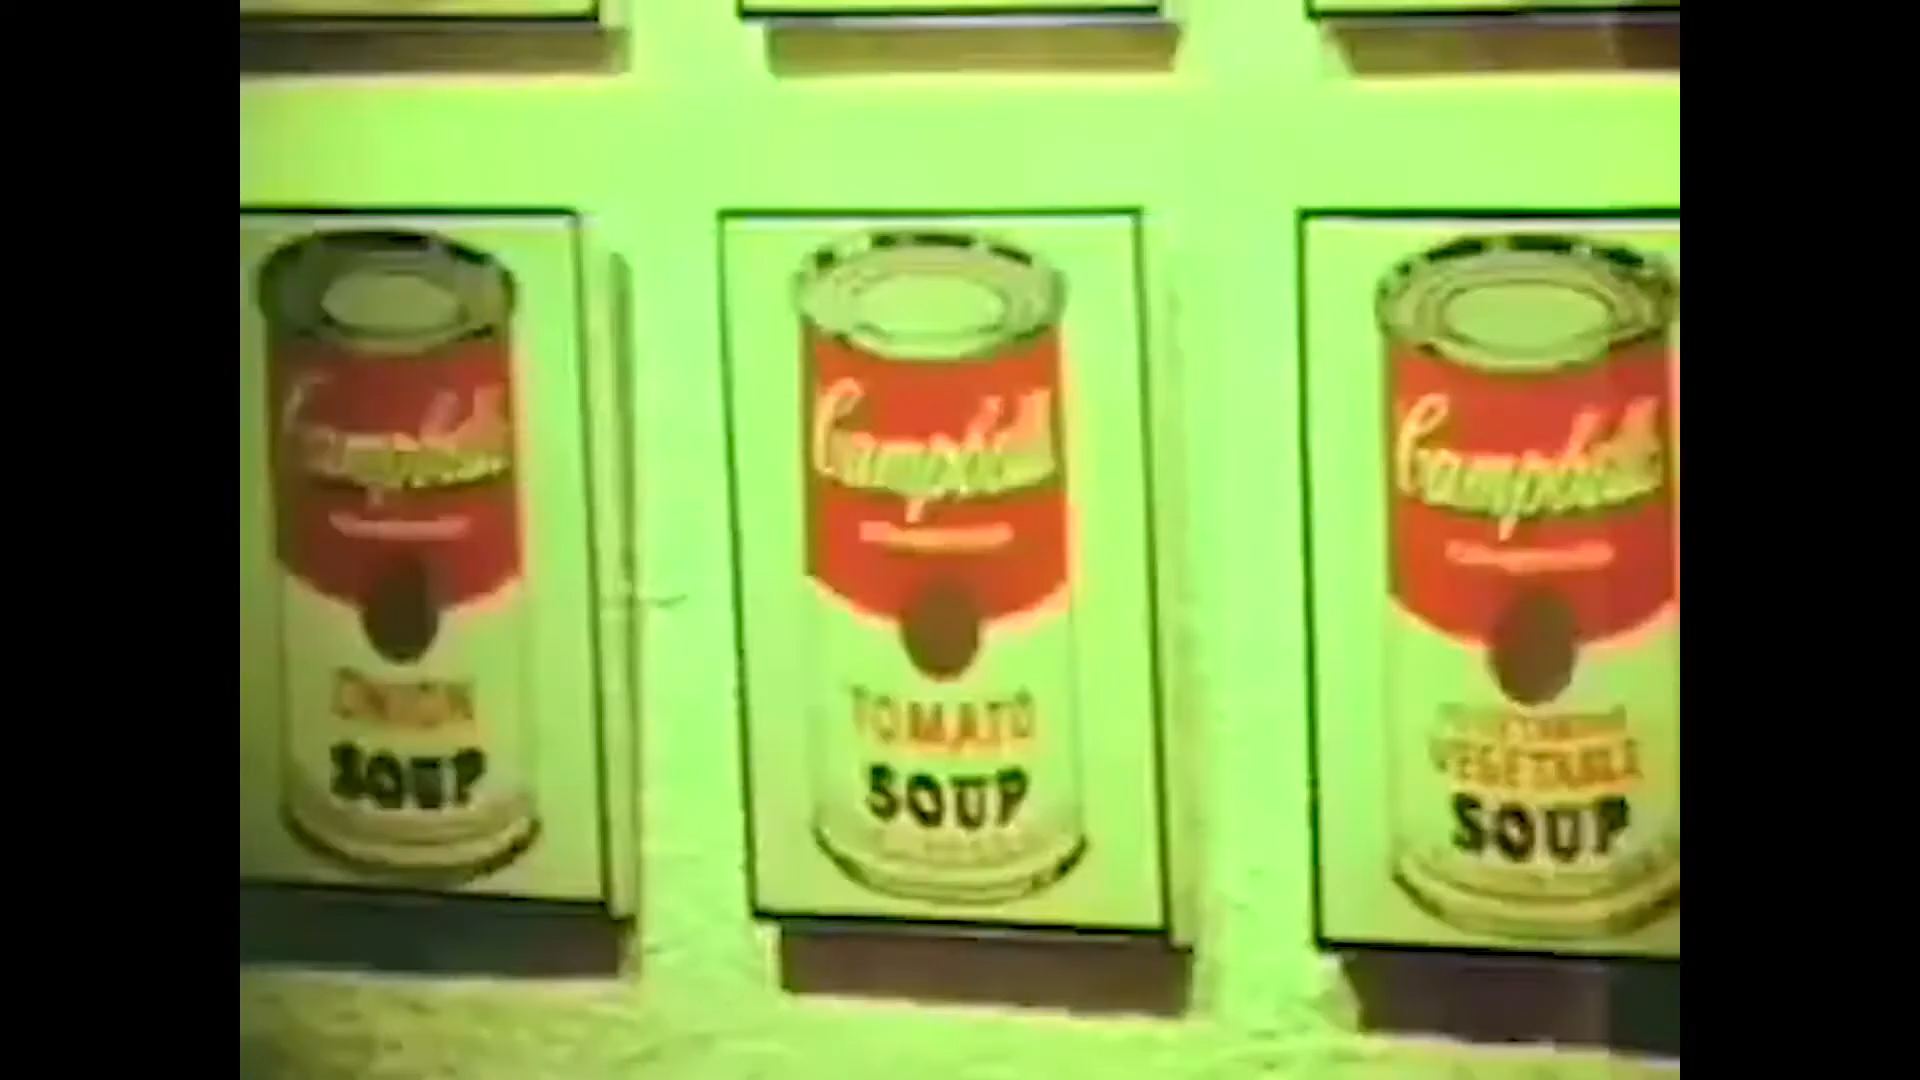 Campbell's
ONION
SOUP
Campbell's
TOMATO
SOUP
Campbell's
VEGETABLE
SOUP